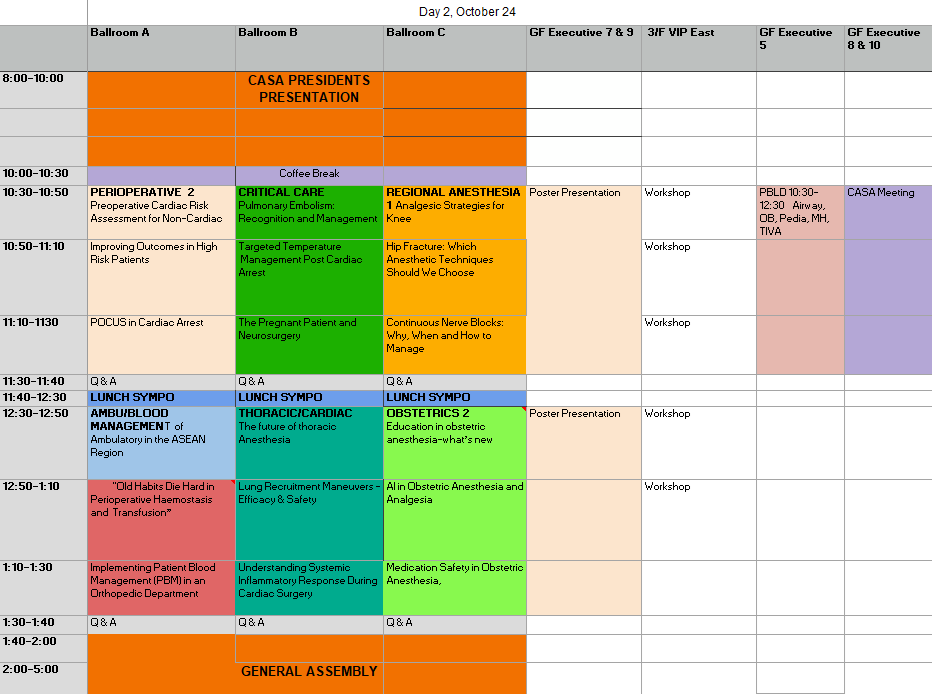 Day 2, October 24
Ballroom A
Ballroom B
Ballroom C
GF Executive 7 & 9
3/F VIP East
GF Executive
5
GF Executive
8 & 10
8:00-10:00
CASA PRESIDENTS
PRESENTATION
10:00-10:30
Coffee Break
10:30-10:50
PERIOPERATIVE 2
Preoperative Cardiac Risk
Assessment for Non-Cardiac
CRITICAL CARE
Pulmonary Embolism:
Recognition and Management
REGIONAL ANESTHESIA
1 Analgesic Strategies for
Knee
Poster Presentation
Workshop
PBLD 10:30-
12:30 Airway,
OB, Pedia, MH,
TIVA
CASA Meeting
10:50-11:10
Improving Outcomes in High
Risk Patients
Targeted Temperature
Management Post Cardiac
Arrest
Hip Fracture: Which
Anesthetic Techniques
Should We Choose
Workshop
11:10-1130
POCUS in Cardiac Arrest
The Pregnant Patient and
Neurosurgery
Continuous Nerve Blocks:
Why, When and How to
Manage
Workshop
11:30-11:40
Q & A
Q & A
Q & A
11:40-12:30
LUNCH SYMPO
LUNCH SYMPO
LUNCH SYMPO
12:30-12:50
AMBU/BLOOD
MANAGEMENT of
Ambulatory in the ASEAN
Region
THORACIC/CARDIAC
The future of thoracic
Anesthesia
OBSTETRICS 2
Education in obstetric
anesthesia-what's new
Poster Presentation
Workshop
12:50-1:10
"Old Habits Die Hard in
Perioperative Haemostasis
and Transfusion"
Lung Recruitment Maneuvers -
Efficacy & Safety
AI in Obstetric Anesthesia and
Analgesia
Workshop
1:10-1:30
Implementing Patient Blood
Management (PBM) in an
Orthopedic Department
Understanding Systemic
Inflammatory Response During
Cardiac Surgery
Medication Safety in Obstetric
Anesthesia,
1:30-1:40
Q & A
Q & A
Q & A
1:40-2:00
2:00-5:00
GENERAL ASSEMBLY